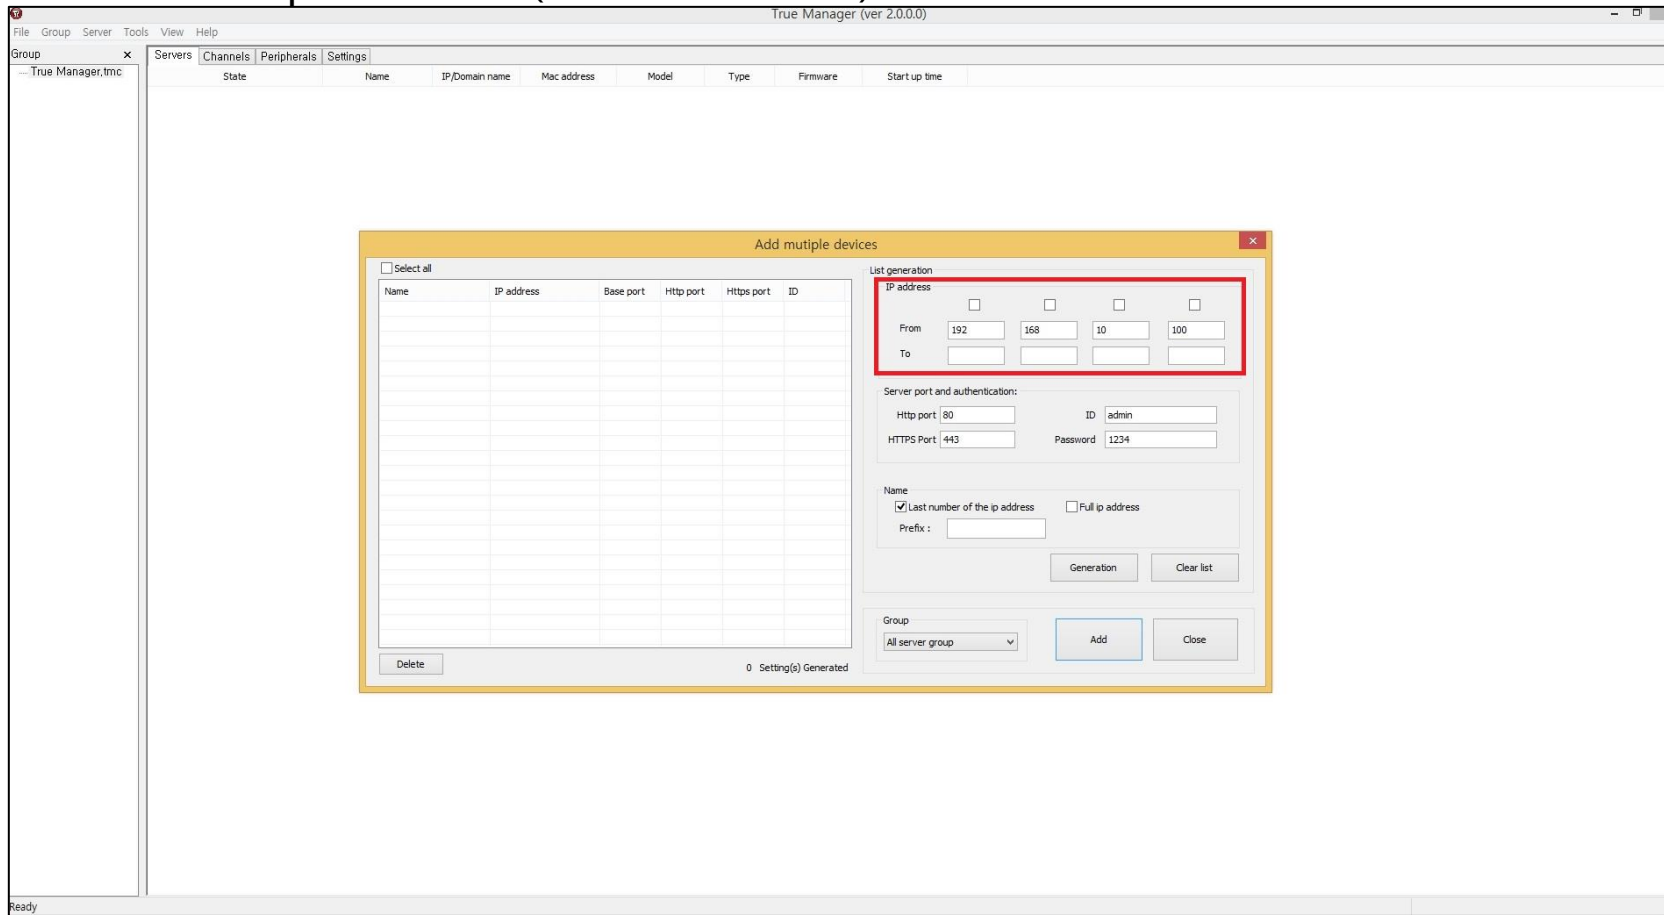 True Manager (ver 2.0.0.0)
File Group Server Tools View Help
Group x
True Manager,tmc
Servers Channels Peripherals Settings
State Name IP/Domain name Mac address Model Type Firmware Start up time
Add mutiple devices
Select all
Name IP address Base port Http port Https port ID
Delete
0 Setting(s) Generated
List generation
IP address
From 192 168 10 100
To
Server port and authentication:
Http port 80 ID admin
HTTPS Port 443 Password 1234
Name
Last number of the ip address Full ip address
Prefix :
Generation Clear list
Group
All server group
Add Close
Ready